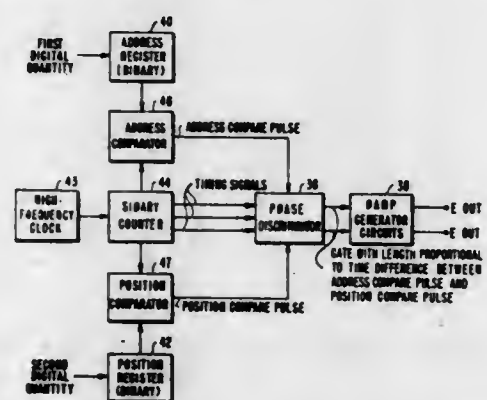 40
FIRST
DIGITAL
QUANTITY
ADDRESS
REGISTER
(BINARY)
46
ADDRESS
COMPARATOR
ADDRESS COMPARE PULSE
43
HIGH-
FREQUENCY
CLOCK
44
BINARY
COUNTER
TIMING SIGNALS
36
PHASE
DISCRIMINATOR
38
RAMP
GENERATOR
CIRCUITS
E OUT
E OUT
GATE WITH LENGTH PROPORTIONAL
TO TIME DIFFERENCE BETWEEN
ADDRESS COMPARE PULSE AND
POSITION COMPARE PULSE
47
POSITION
COMPARATOR
POSITION COMPARE PULSE
42
SECOND
DIGITAL
QUANTITY
POSITION
REGISTER
(BINARY)